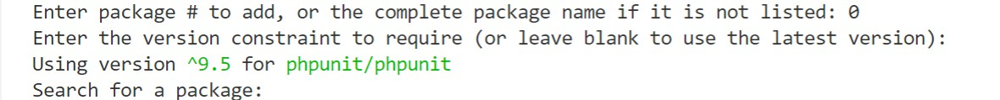 Enter package # to add, or the complete package name if it is not listed: 0
Enter the version constraint to require (or leave blank to use the latest version):
Using version ^9.5 for phpunit/phpunit
Search for a package: